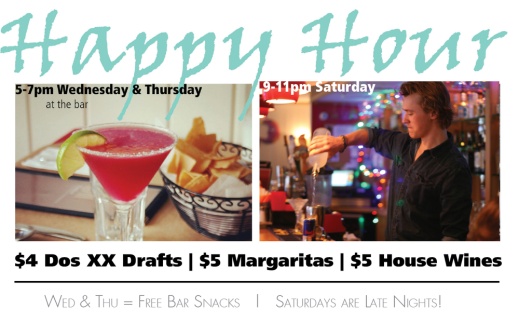 Happy Hour
5-7pm Wednesday & Thursday
at the bar
9-11pm Saturday
$4 Dos XX Drafts | $5 Margaritas | $5 House Wines
Wed & Thu = Free Bar Snacks | Saturdays are Late Nights!